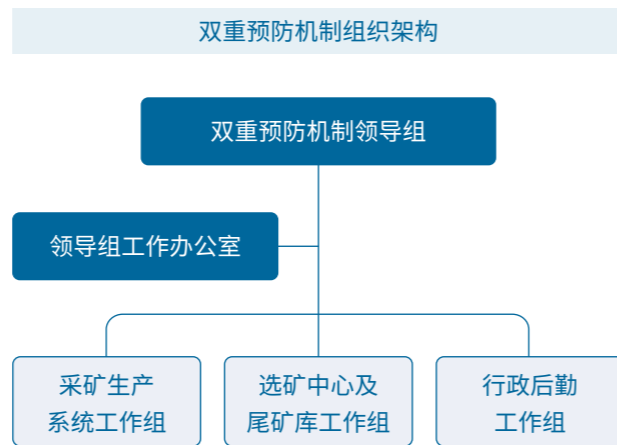 双重预防机制组织架构
双重预防机制领导组
领导组工作办公室
采矿生产
系统工作组
选矿中心及
尾矿库工作组
行政后勤
工作组